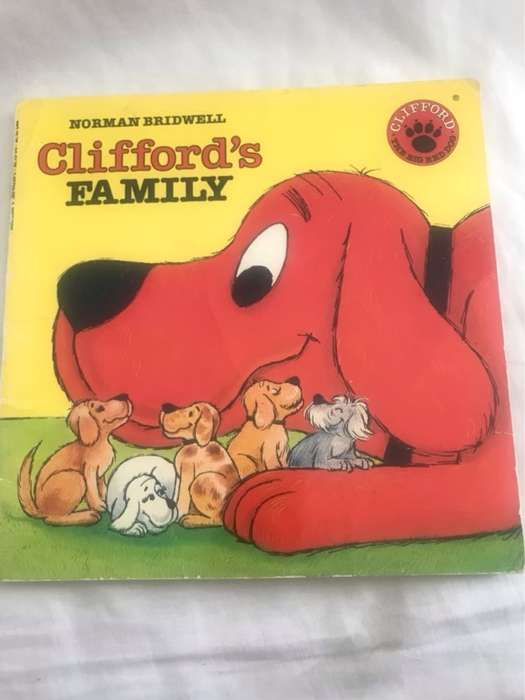 NORMAN BRIDWELL
Clifford's
FAMILY
CLIFFORD
THE BIG RED DOG
®